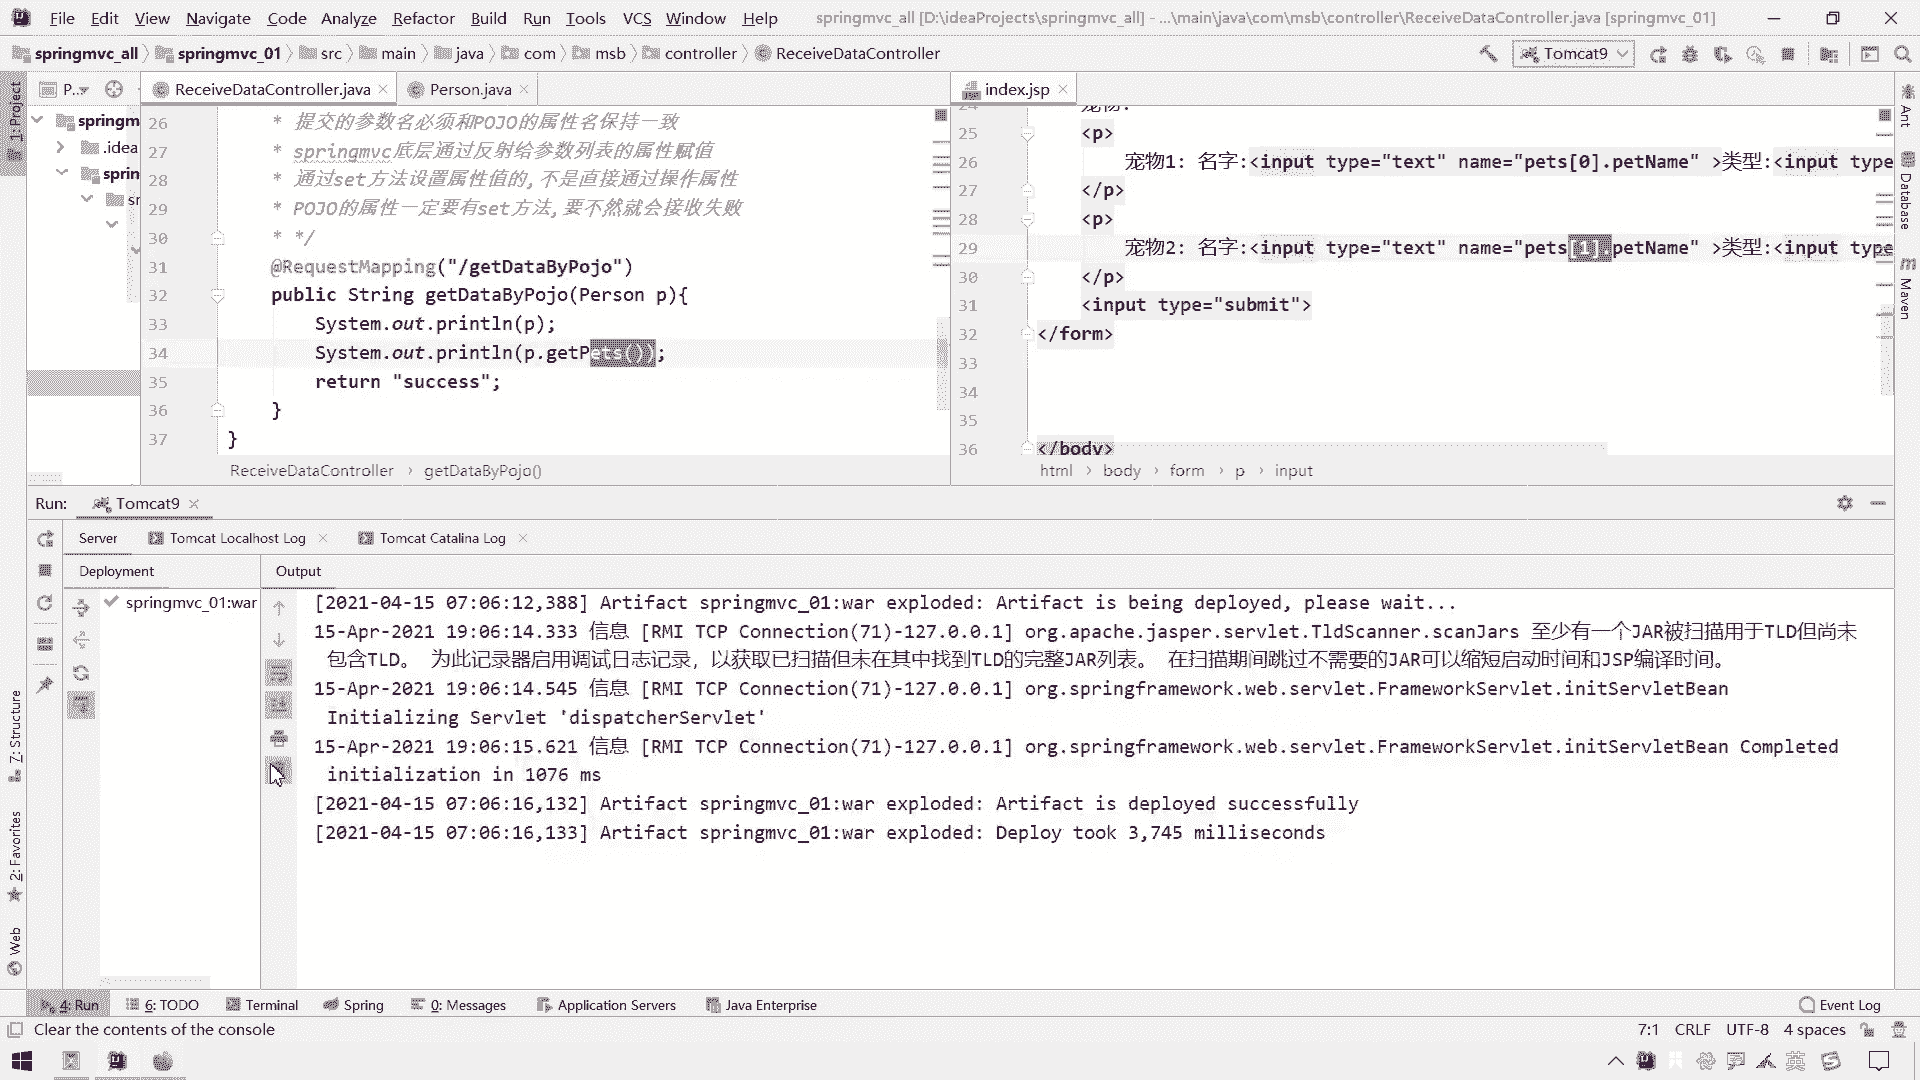 File Edit View Navigate Code Analyze Refactor Build Run Tools VCS Window Help springmvc_all [D:\ideaProjects\springmvc_all] - ...\main\java\com\msb\controller\ReceiveDataController.java [springmvc_01]
springmvc_all springmvc_01 src main java com msb controller ReceiveDataController Tomcat9
1: Project
P... ReceiveDataController.java Person.java index.jsp
springm
.idea
sprin
26 * 提交的参数名必须和POJO的属性名保持一致
27 * springmvc底层通过反射给参数列表的属性赋值
28 * 通过set方法设置属性值的,不是直接通过操作属性
29 * POJO的属性一定要有set方法,要不然就会接收失败
30 * */
31 @RequestMapping("/getDataByPojo")
32 public String getDataByPojo(Person p){
33 System.out.println(p);
34 System.out.println(p.getPets());
35 return "success";
36 }
37 }
ReceiveDataController › getDataByPojo()
24 宠物:
25 <p>
26 宠物1: 名字:<input type="text" name="pets[0].petName" >类型:<input type
27 </p>
28 <p>
29 宠物2: 名字:<input type="text" name="pets[1].petName" >类型:<input type
30 </p>
31 <input type="submit">
32 </form>
33
34
35
36 </body>
html › body › form › p › input
Ant
Database
Maven
Run: Tomcat9
Server Tomcat Localhost Log Tomcat Catalina Log
Deployment Output
springmvc_01:war
[2021-04-15 07:06:12,388] Artifact springmvc_01:war exploded: Artifact is being deployed, please wait...
15-Apr-2021 19:06:14.333 信息 [RMI TCP Connection(71)-127.0.0.1] org.apache.jasper.servlet.TldScanner.scanJars 至少有一个JAR被扫描用于TLD但尚未
包含TLD。 为此记录器启用调试日志记录，以获取已扫描但未在其中找到TLD的完整JAR列表。 在扫描期间跳过不需要的JAR可以缩短启动时间和JSP编译时间。
15-Apr-2021 19:06:14.545 信息 [RMI TCP Connection(71)-127.0.0.1] org.springframework.web.servlet.FrameworkServlet.initServletBean
Initializing Servlet 'dispatcherServlet'
15-Apr-2021 19:06:15.621 信息 [RMI TCP Connection(71)-127.0.0.1] org.springframework.web.servlet.FrameworkServlet.initServletBean Completed
initialization in 1076 ms
[2021-04-15 07:06:16,132] Artifact springmvc_01:war exploded: Artifact is deployed successfully
[2021-04-15 07:06:16,133] Artifact springmvc_01:war exploded: Deploy took 3,745 milliseconds
7: Structure
2: Favorites
Web
4: Run 6: TODO Terminal Spring 0: Messages Application Servers Java Enterprise Event Log
Clear the contents of the console 7:1 CRLF UTF-8 4 spaces
英